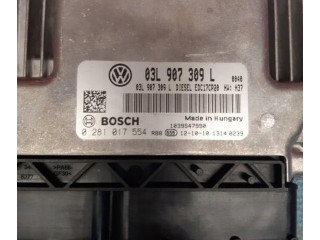 03L 907 309 L
0040
03L 907 309 L DIESEL EDC17CP20 HW: H37
Made in Hungary
BOSCH
1039S47990
0 281 017 554 12-10-10 1314 0239